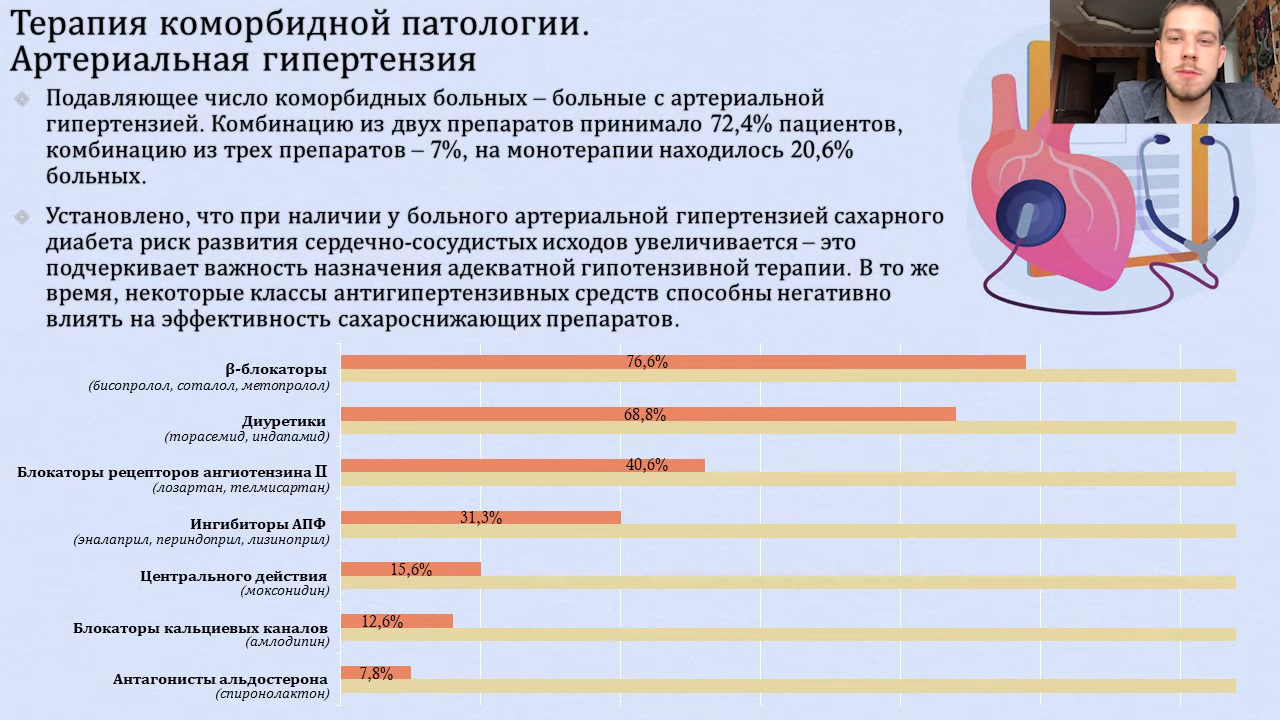 Терапия коморбидной патологии.
Артериальная гипертензия
Подавляющее число коморбидных больных – больные с артериальной
гипертензией. Комбинацию из двух препаратов принимало 72,4% пациентов,
комбинацию из трех препаратов – 7%, на монотерапии находилось 20,6%
больных.
Установлено, что при наличии у больного артериальной гипертензией сахарного
диабета риск развития сердечно-сосудистых исходов увеличивается – это
подчеркивает важность назначения адекватной гипотензивной терапии. В то же
время, некоторые классы антигипертензивных средств способны негативно
влиять на эффективность сахароснижающих препаратов.
β-блокаторы
(бисопролол, соталол, метопролол)
76,6%
Диуретики
(торасемид, индапамид)
68,8%
Блокаторы рецепторов ангиотензина II
(лозартан, телмисартан)
40,6%
Ингибиторы АПФ
(эналаприл, периндоприл, лизиноприл)
31,3%
Центрального действия
(моксонидин)
15,6%
Блокаторы кальциевых каналов
(амлодипин)
12,6%
Антагонисты альдостерона
(спиронолактон)
7,8%